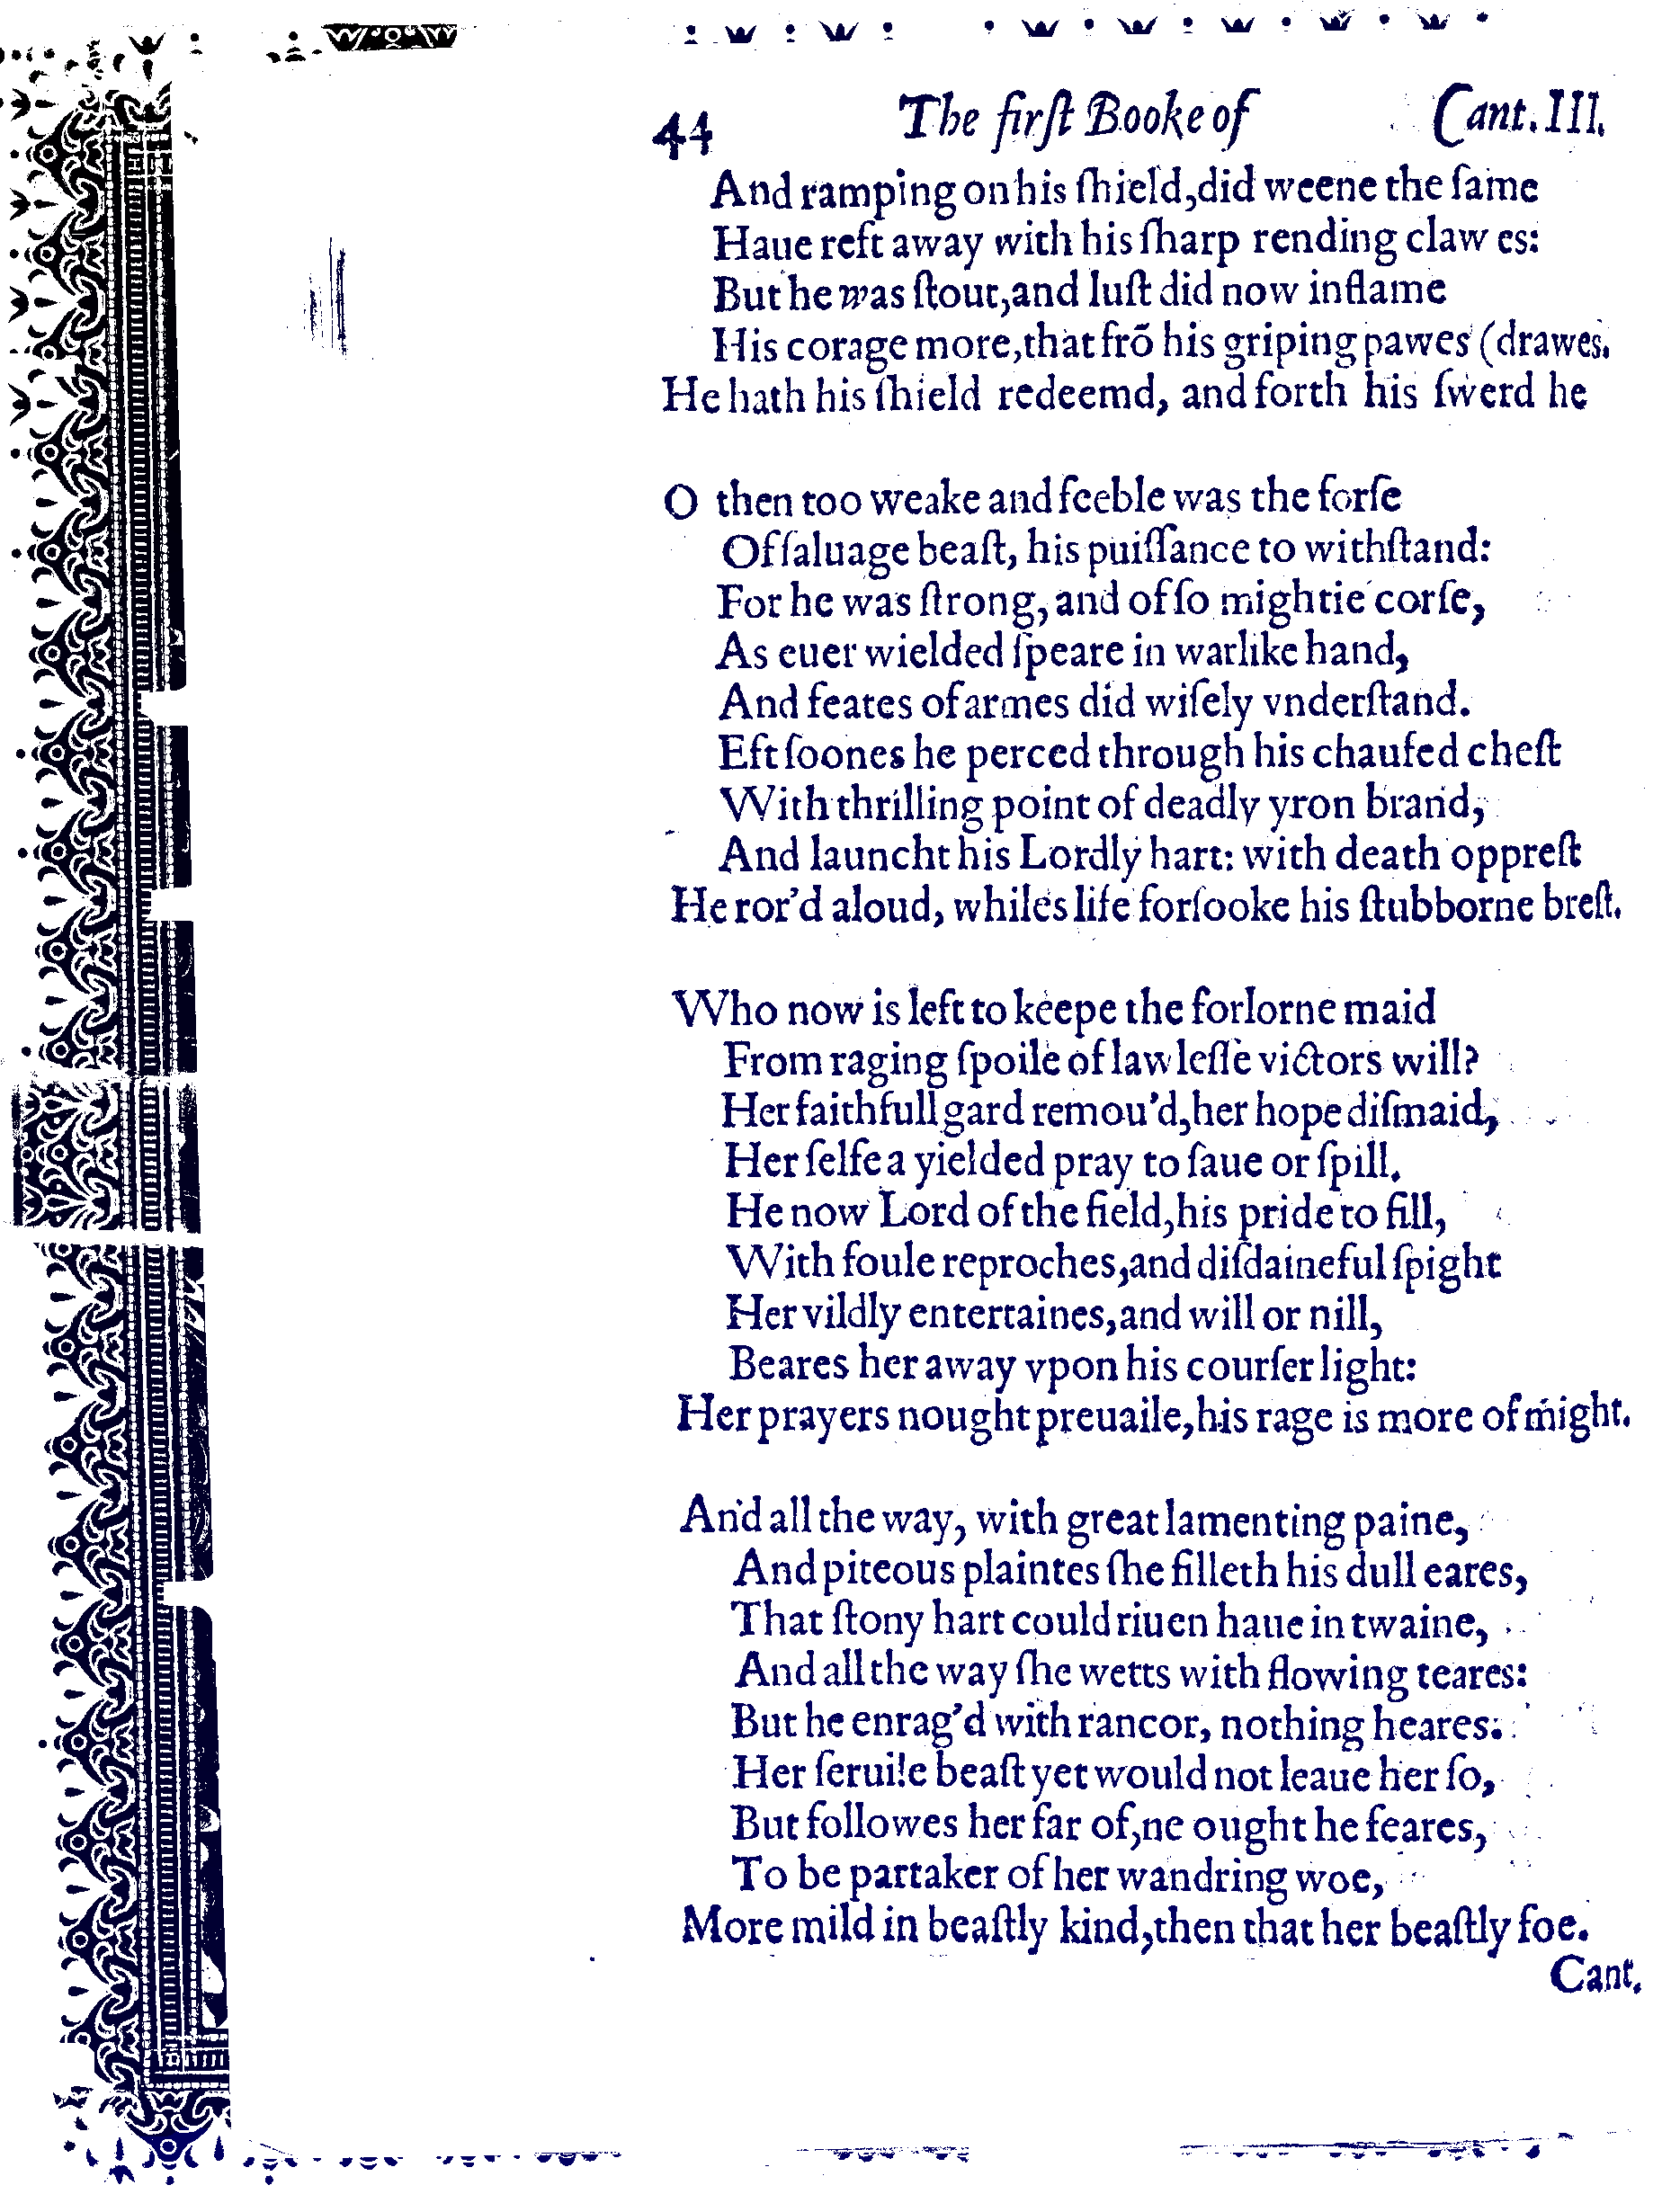 44 The firſt Booke of Cant. III.
And ramping on his ſhield, did weene the ſame
Haue reft away with his ſharp rending claw es:
But he was ſtout, and luſt did now inflame
His corage more, that frō his griping pawes (drawes.
He hath his ſhield redeemd, and forth his ſwerd he
O then too weake and feeble was the forſe
Of ſaluage beaſt, his puiſſance to withſtand:
For he was ſtrong, and of ſo mightie corſe,
As euer wielded ſpeare in warlike hand,
And feates of armes did wiſely vnderſtand.
Eft ſoones he perced through his chaufed cheſt
With thrilling point of deadly yron brand,
And launcht his Lordly hart: with death oppreſt
He ror'd aloud, whiles life forſooke his ſtubborne breſt.
Who now is left to keepe the forlorne maid
From raging ſpoile of lawleſſe victors will?
Her faithfull gard remou'd, her hope diſmaid,
Her ſelfe a yielded pray to ſaue or ſpill.
He now Lord of the field, his pride to fill,
With foule reproches, and diſdaineful ſpight
Her vildly entertaines, and will or nill,
Beares her away vpon his courſer light:
Her prayers nought preuaile, his rage is more of might.
And all the way, with great lamenting paine,
And piteous plaintes ſhe filleth his dull eares,
That ſtony hart could riuen haue in twaine,
And all the way ſhe wetts with flowing teares:
But he enrag'd with rancor, nothing heares.
Her ſeruile beaſt yet would not leaue her ſo,
But followes her far of, ne ought he feares,
To be partaker of her wandring woe,
More mild in beaſtly kind, then that her beaſtly foe.
Cant.